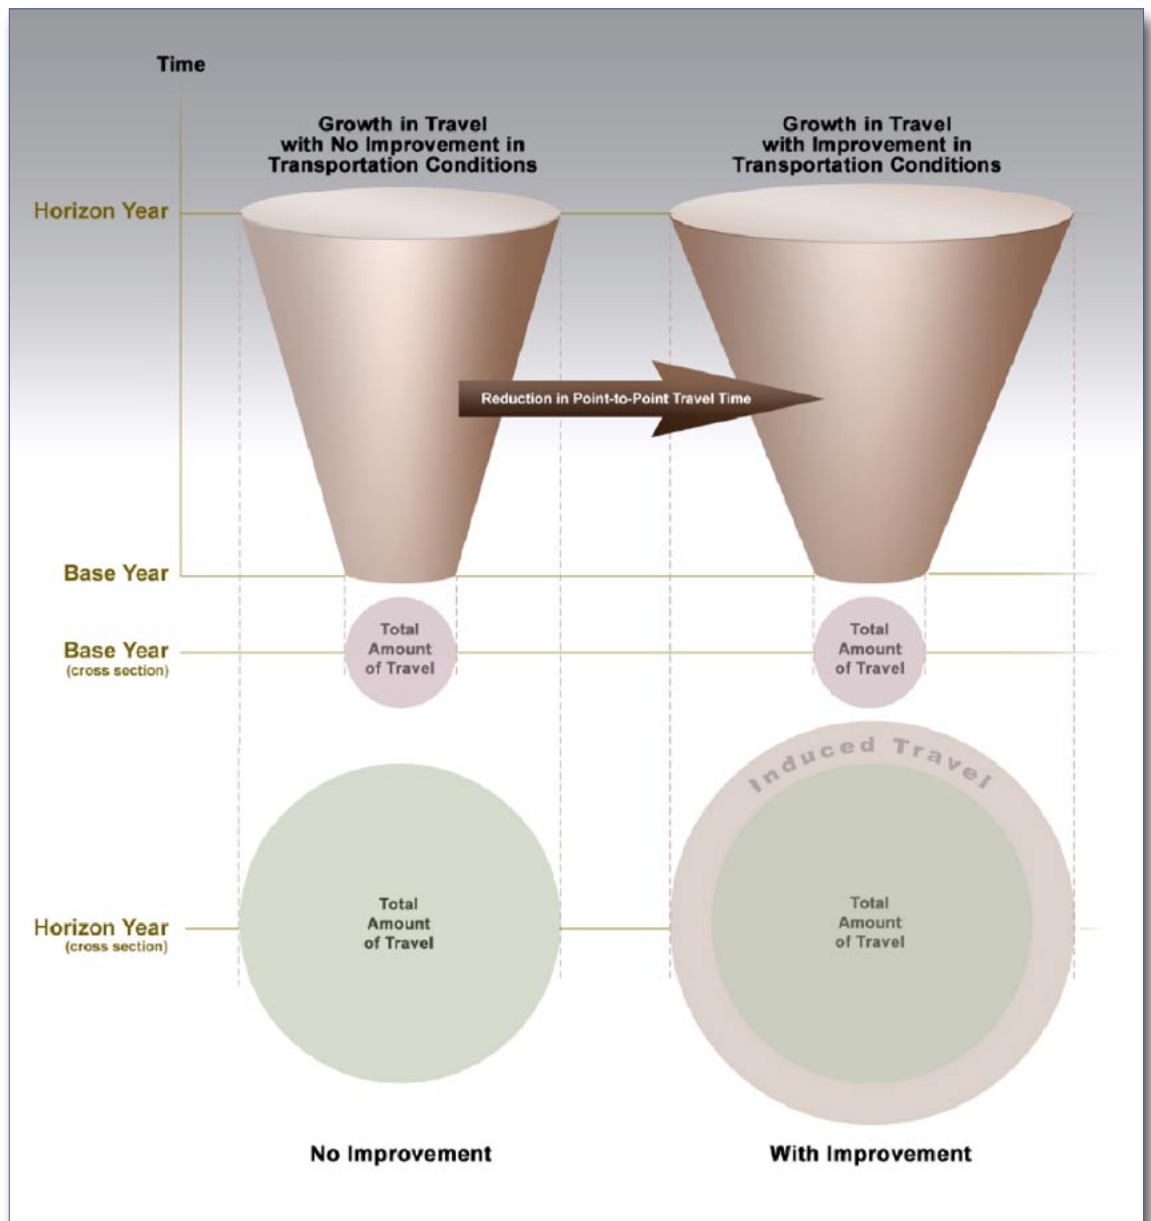 Time
Growth in Travel
with No Improvement in
Transportation Conditions
Growth in Travel
with Improvement in
Transportation Conditions
Horizon Year
Reduction in Point-to-Point Travel Time
Base Year
Base Year
(cross section)
Total
Amount
of Travel
Total
Amount
of Travel
Induced Travel
Horizon Year
(cross section)
Total
Amount
of Travel
Total
Amount
of Travel
No Improvement
With Improvement